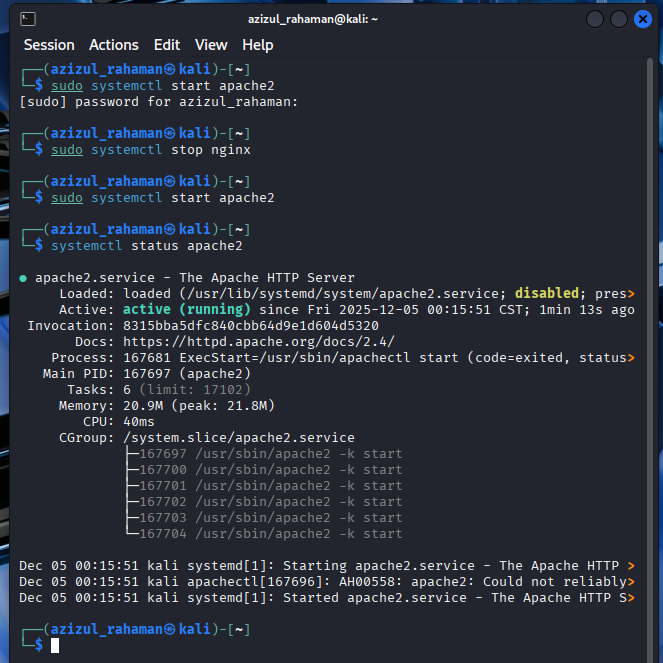 azizul_rahaman@kali: ~
Session Actions Edit View Help
┌──(azizul_rahaman㉿kali)-[~]
└─$ sudo systemctl start apache2
[sudo] password for azizul_rahaman:
┌──(azizul_rahaman㉿kali)-[~]
└─$ sudo systemctl stop nginx
┌──(azizul_rahaman㉿kali)-[~]
└─$ sudo systemctl start apache2
┌──(azizul_rahaman㉿kali)-[~]
└─$ systemctl status apache2
● apache2.service - The Apache HTTP Server
Loaded: loaded (/usr/lib/systemd/system/apache2.service; disabled; pres>
Active: active (running) since Fri 2025-12-05 00:15:51 CST; 1min 13s ago
Invocation: 8315bba5dfc840cbb64d9e1d604d5320
Docs: https://httpd.apache.org/docs/2.4/
Process: 167681 ExecStart=/usr/sbin/apachectl start (code=exited, status>
Main PID: 167697 (apache2)
Tasks: 6 (limit: 17102)
Memory: 20.9M (peak: 21.8M)
CPU: 40ms
CGroup: /system.slice/apache2.service
├─167697 /usr/sbin/apache2 -k start
├─167700 /usr/sbin/apache2 -k start
├─167701 /usr/sbin/apache2 -k start
├─167702 /usr/sbin/apache2 -k start
├─167703 /usr/sbin/apache2 -k start
└─167704 /usr/sbin/apache2 -k start
Dec 05 00:15:51 kali systemd[1]: Starting apache2.service - The Apache HTTP >
Dec 05 00:15:51 kali apachectl[167696]: AH00558: apache2: Could not reliably>
Dec 05 00:15:51 kali systemd[1]: Started apache2.service - The Apache HTTP S>
┌──(azizul_rahaman㉿kali)-[~]
└─$